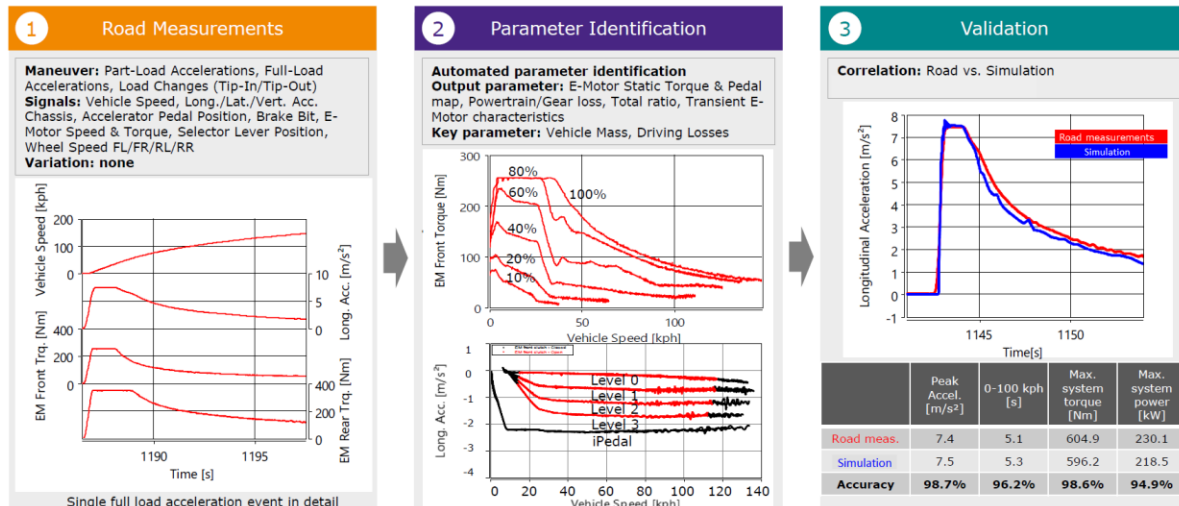 1 Road Measurements
Maneuver: Part-Load Accelerations, Full-Load
Accelerations, Load Changes (Tip-In/Tip-Out)
Signals: Vehicle Speed, Long./Lat./Vert. Acc.
Chassis, Accelerator Pedal Position, Brake Bit, E-
Motor Speed & Torque, Selector Lever Position,
Wheel Speed FL/FR/RL/RR
Variation: none
Vehicle Speed [kph]
200
100
0
Long. Acc. [m/s²]
10
5
0
EM Front Trq. [Nm]
400
200
0
EM Rear Trq. [Nm]
400
200
0
1190 1195
Time [s]
Single full load acceleration event in detail
2 Parameter Identification
Automated parameter identification
Output parameter: E-Motor Static Torque & Pedal
map, Powertrain/Gear loss, Total ratio, Transient E-
Motor characteristics
Key parameter: Vehicle Mass, Driving Losses
EM Front Torque [Nm]
300
200
100
0
80%
100%
60%
40%
20%
10%
0 50 100
Vehicle Speed [kph]
Long. Acc. [m/s²]
1
0
-1
-2
-3
-4
Level 0
Level 1
Level 2
Level 3
iPedal
0 20 40 60 80 100 120 140
Vehicle Speed [kph]
3 Validation
Correlation: Road vs. Simulation
Longitudinal Acceleration [m/s²]
8
7
6
5
4
3
2
1
0
-1
Road measurements
Simulation
1145 1150
Time[s]
Peak Accel. [m/s²] 0-100 kph [s] Max. system torque [Nm] Max. system power [kW]
Road meas. 7.4 5.1 604.9 230.1
Simulation 7.5 5.3 596.2 218.5
Accuracy 98.7% 96.2% 98.6% 94.9%